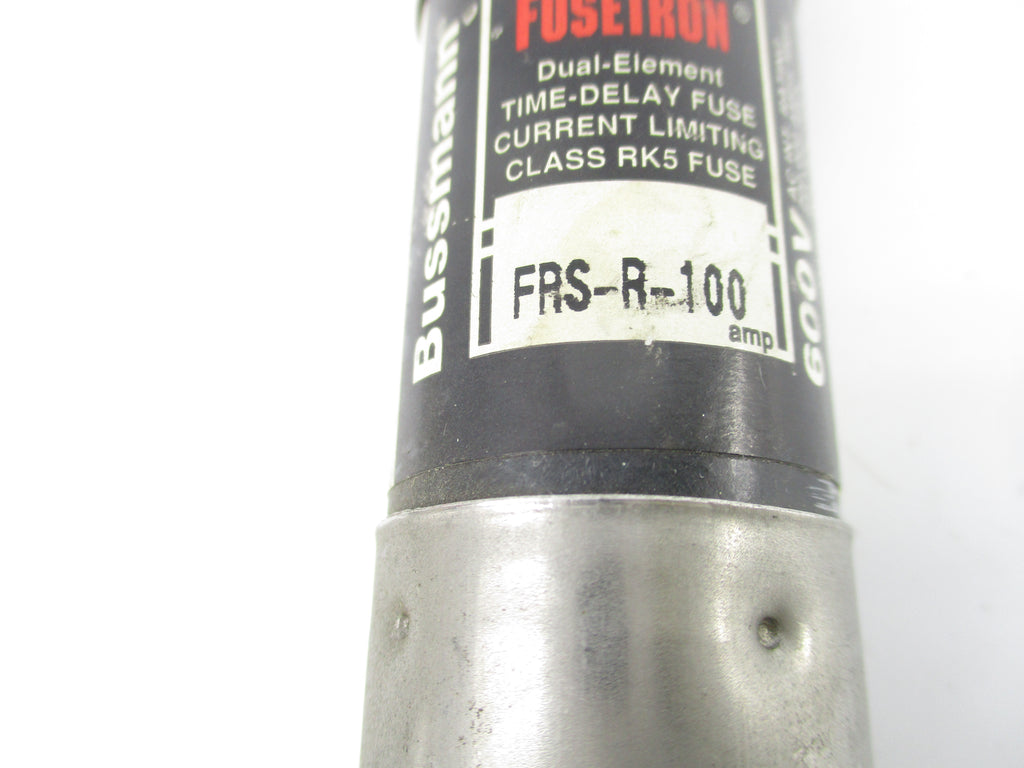 FUSETRON®
Dual-Element
TIME-DELAY FUSE
CURRENT LIMITING
CLASS RK5 FUSE
FRS-R-100
amp
Bussmann
600V